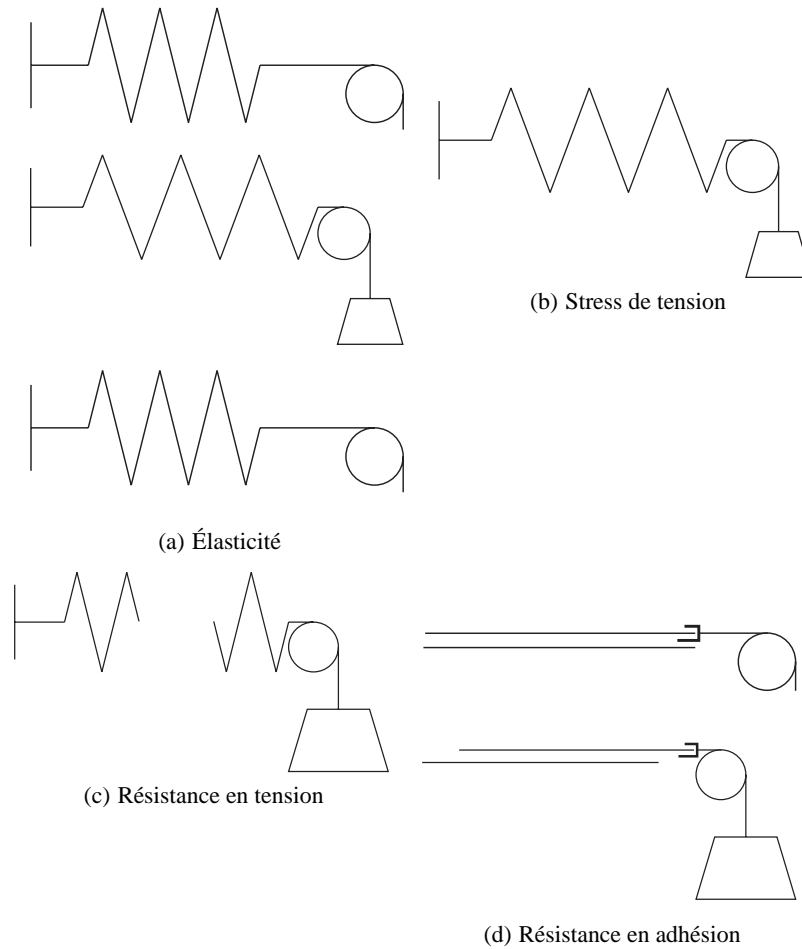 (b) Stress de tension
(a) Élasticité
(c) Résistance en tension
(d) Résistance en adhésion